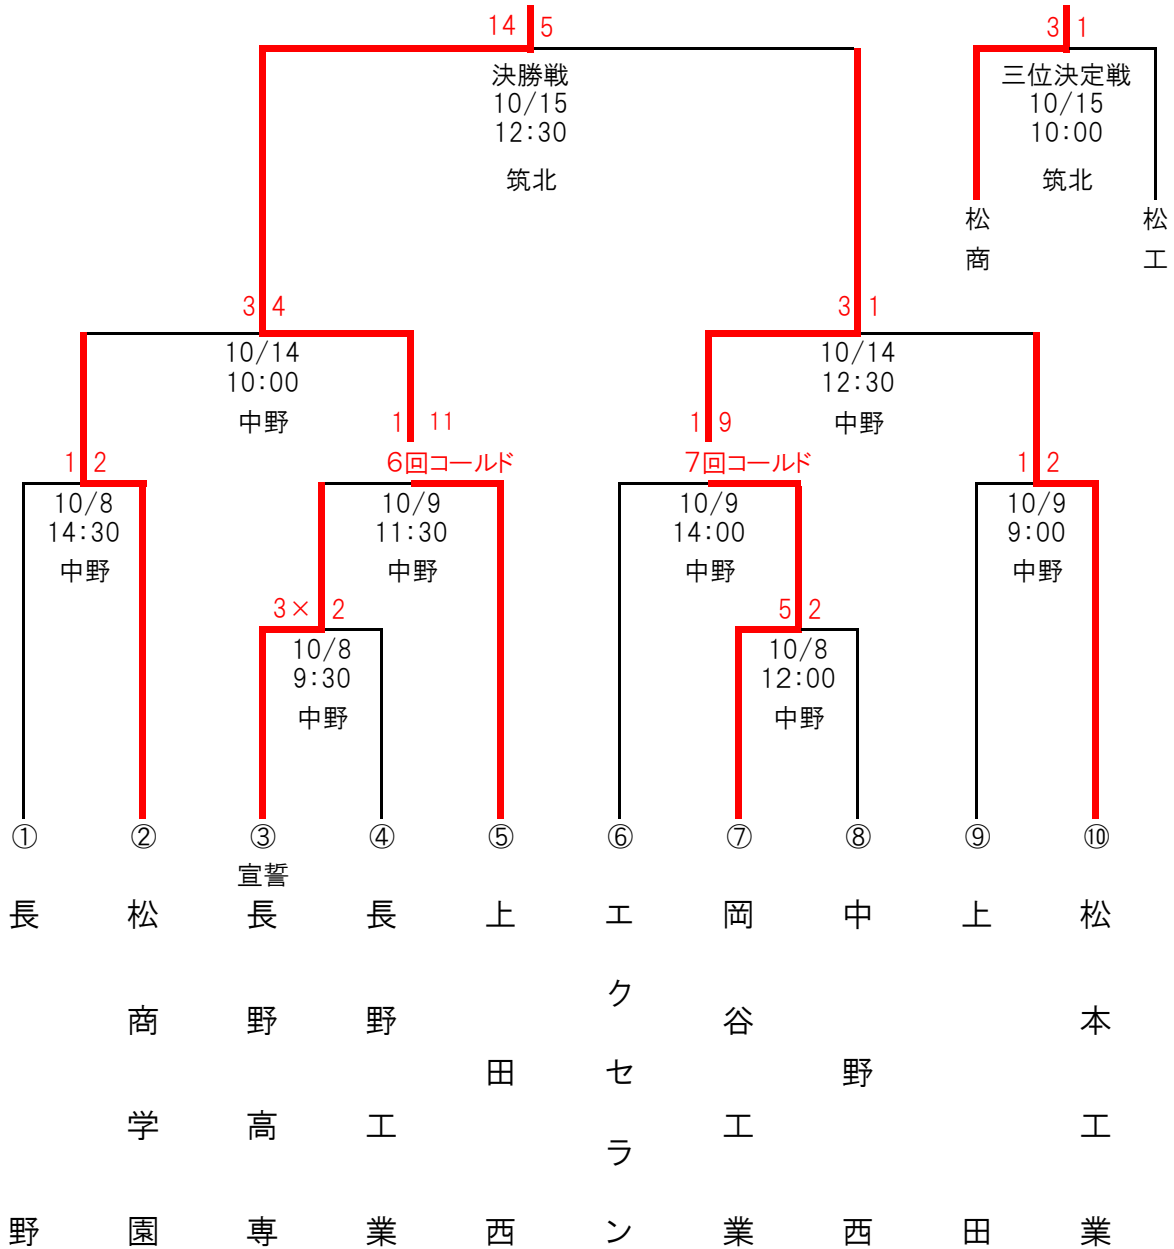 14 5
決勝戦
10/15
12:30
筑北
3 1
三位決定戦
10/15
10:00
筑北
松商
松工
3 4
10/14
10:00
中野
3 1
10/14
12:30
中野
1 2
10/8
14:30
中野
1 11
6回コールド
10/9
11:30
中野
1 9
7回コールド
10/9
14:00
中野
1 2
10/9
9:00
中野
3× 2
10/8
9:30
中野
5 2
10/8
12:00
中野
① ② ③ ④ ⑤ ⑥ ⑦ ⑧ ⑨ ⑩
宣誓
長野
松商学園
長野高専
長野工業
上田西
エクセラン
岡谷工業
中野西
上田
松本工業